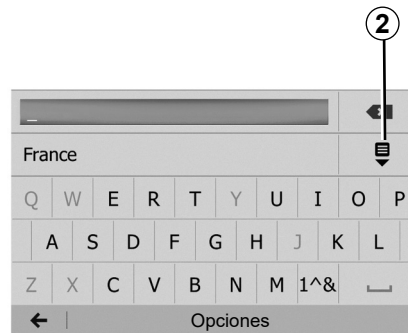 2
_
France
Q W E R T Y U I O P
A S D F G H J K L
Z X C V B N M 1^&
Opciones